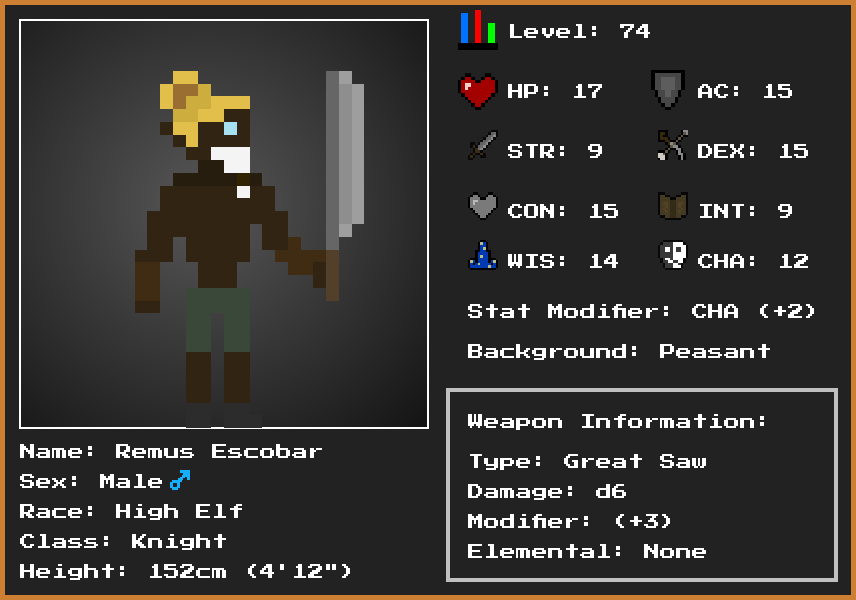 Level: 74
HP: 17 AC: 15
STR: 9 DEX: 15
CON: 15 INT: 9
WIS: 14 CHA: 12
Stat Modifier: CHA (+2)
Background: Peasant
Weapon Information:
Type: Great Saw
Damage: d6
Modifier: (+3)
Elemental: None
Name: Remus Escobar
Sex: Male♂
Race: High Elf
Class: Knight
Height: 152cm (4'12")